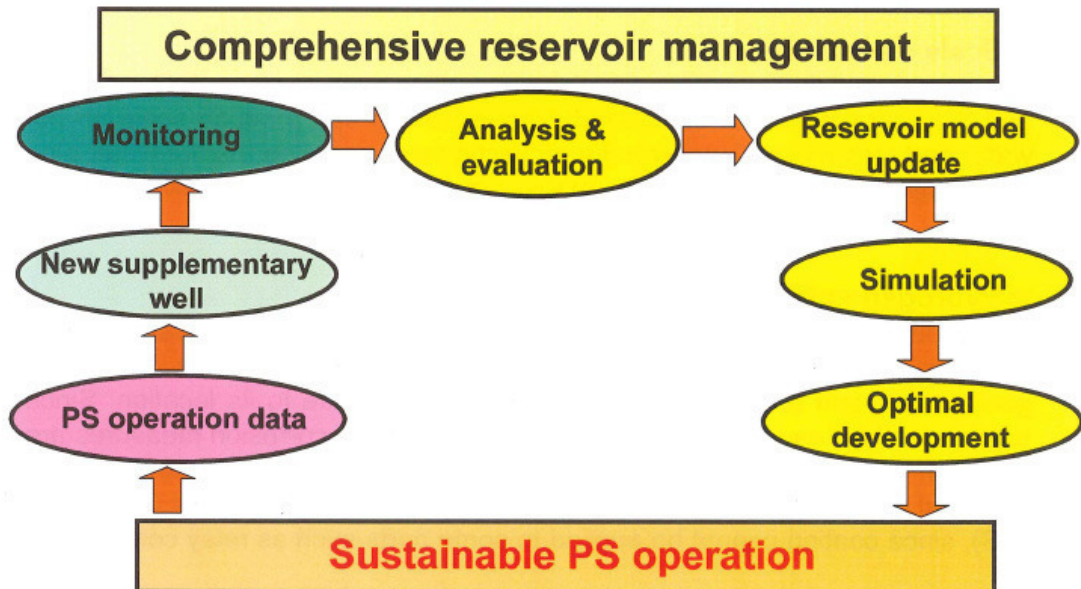 Comprehensive reservoir management
Monitoring
Analysis &
evaluation
Reservoir model
update
New supplementary
well
Simulation
PS operation data
Optimal
development
Sustainable PS operation